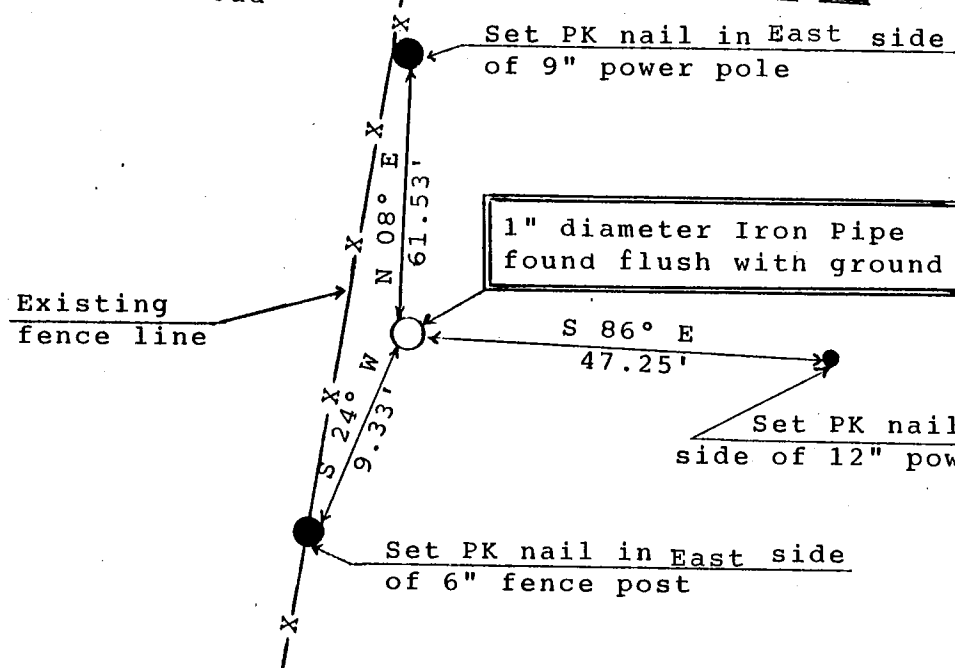 Set PK nail in East side
of 9" power pole
N 08° E
61.53'
1" diameter Iron Pipe
found flush with ground
Existing
fence line
S 86° E
47.25'
S 24° W
9.33'
Set PK nail
side of 12" pow
Set PK nail in East side
of 6" fence post
X
X
X
X
X